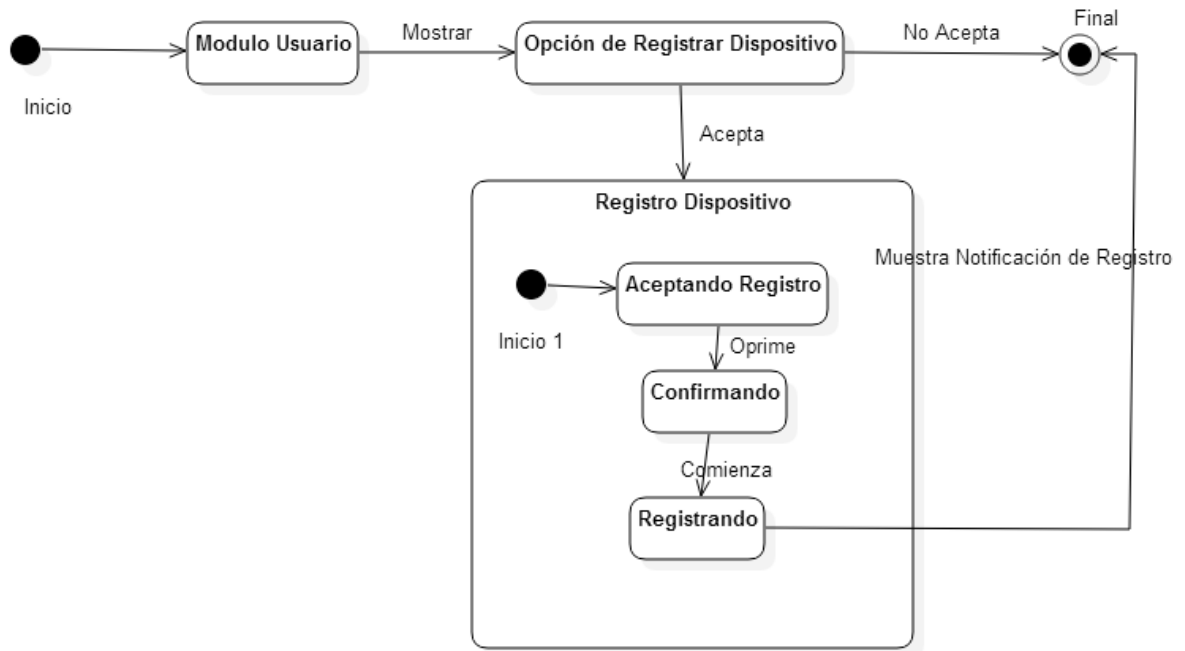 Final
Modulo Usuario
Mostrar
Opción de Registrar Dispositivo
No Acepta
Inicio
Acepta
Registro Dispositivo
Muestra Notificación de Registro
Aceptando Registro
Inicio 1
Oprime
Confirmando
Comienza
Registrando